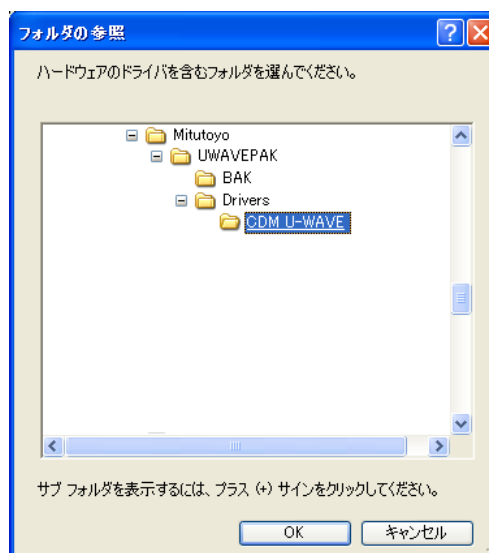 フォルダの参照
ハードウェアのドライバを含むフォルダを選んでください。
Mitutoyo
UWAVEPAK
BAK
Drivers
CDM U-WAVE
サブ フォルダを表示するには、プラス (+) サインをクリックしてください。
OK
キャンセル